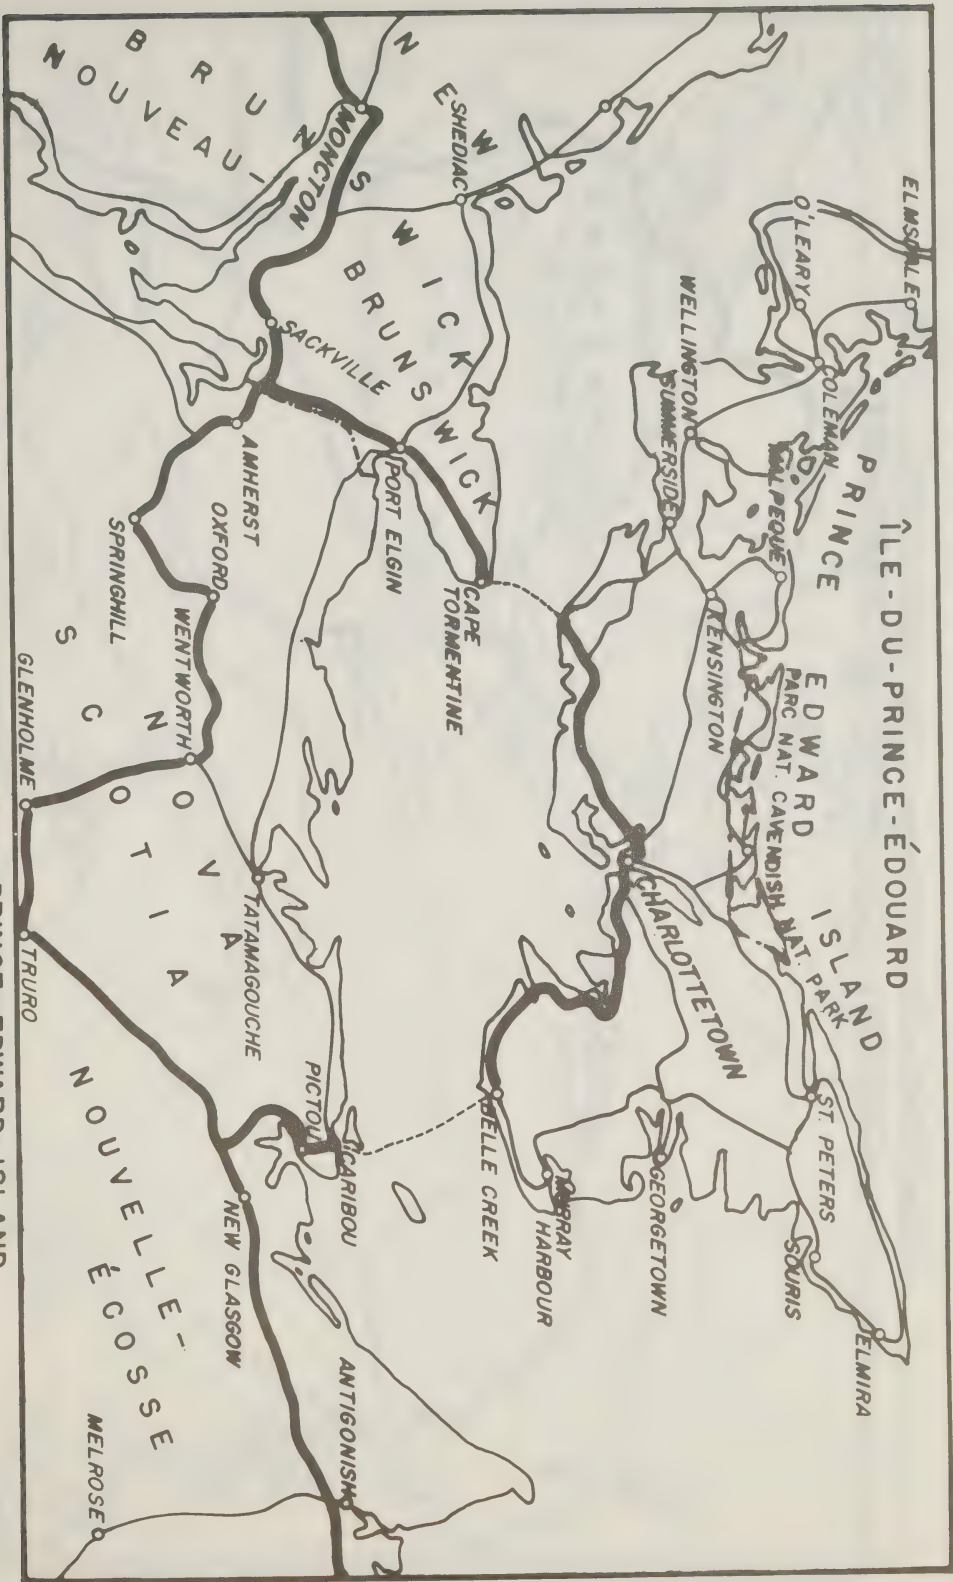 ÎLE-DU-PRINCE-ÉDOUARD
PRINCE
EDWARD
ISLAND
ELMSDALE
O'LEARY
COLEMAN
WELLINGTON
SUMMERSIDE
MALPEQUE
KENSINGTON
PARC NAT. CAVENDISH NAT. PARK
CHARLOTTETOWN
ST. PETERS
SOURIS
ELMIRA
GEORGETOWN
MURRAY
HARBOUR
BELLE CREEK
NEW
BRUNSWICK
NOUVEAU-
BRUNSWICK
SHEDIAC
MONCTON
SACKVILLE
PORT ELGIN
CAPE
TORMENTINE
AMHERST
OXFORD
SPRINGHILL
WENTWORTH
GLENHOLME
TRURO
TATAMAGOUCHE
PICTOU
CARIBOU
NEW GLASGOW
ANTIGONISH
MELROSE
NOVA
SCOTIA
NOUVELLE-
ÉCOSSE